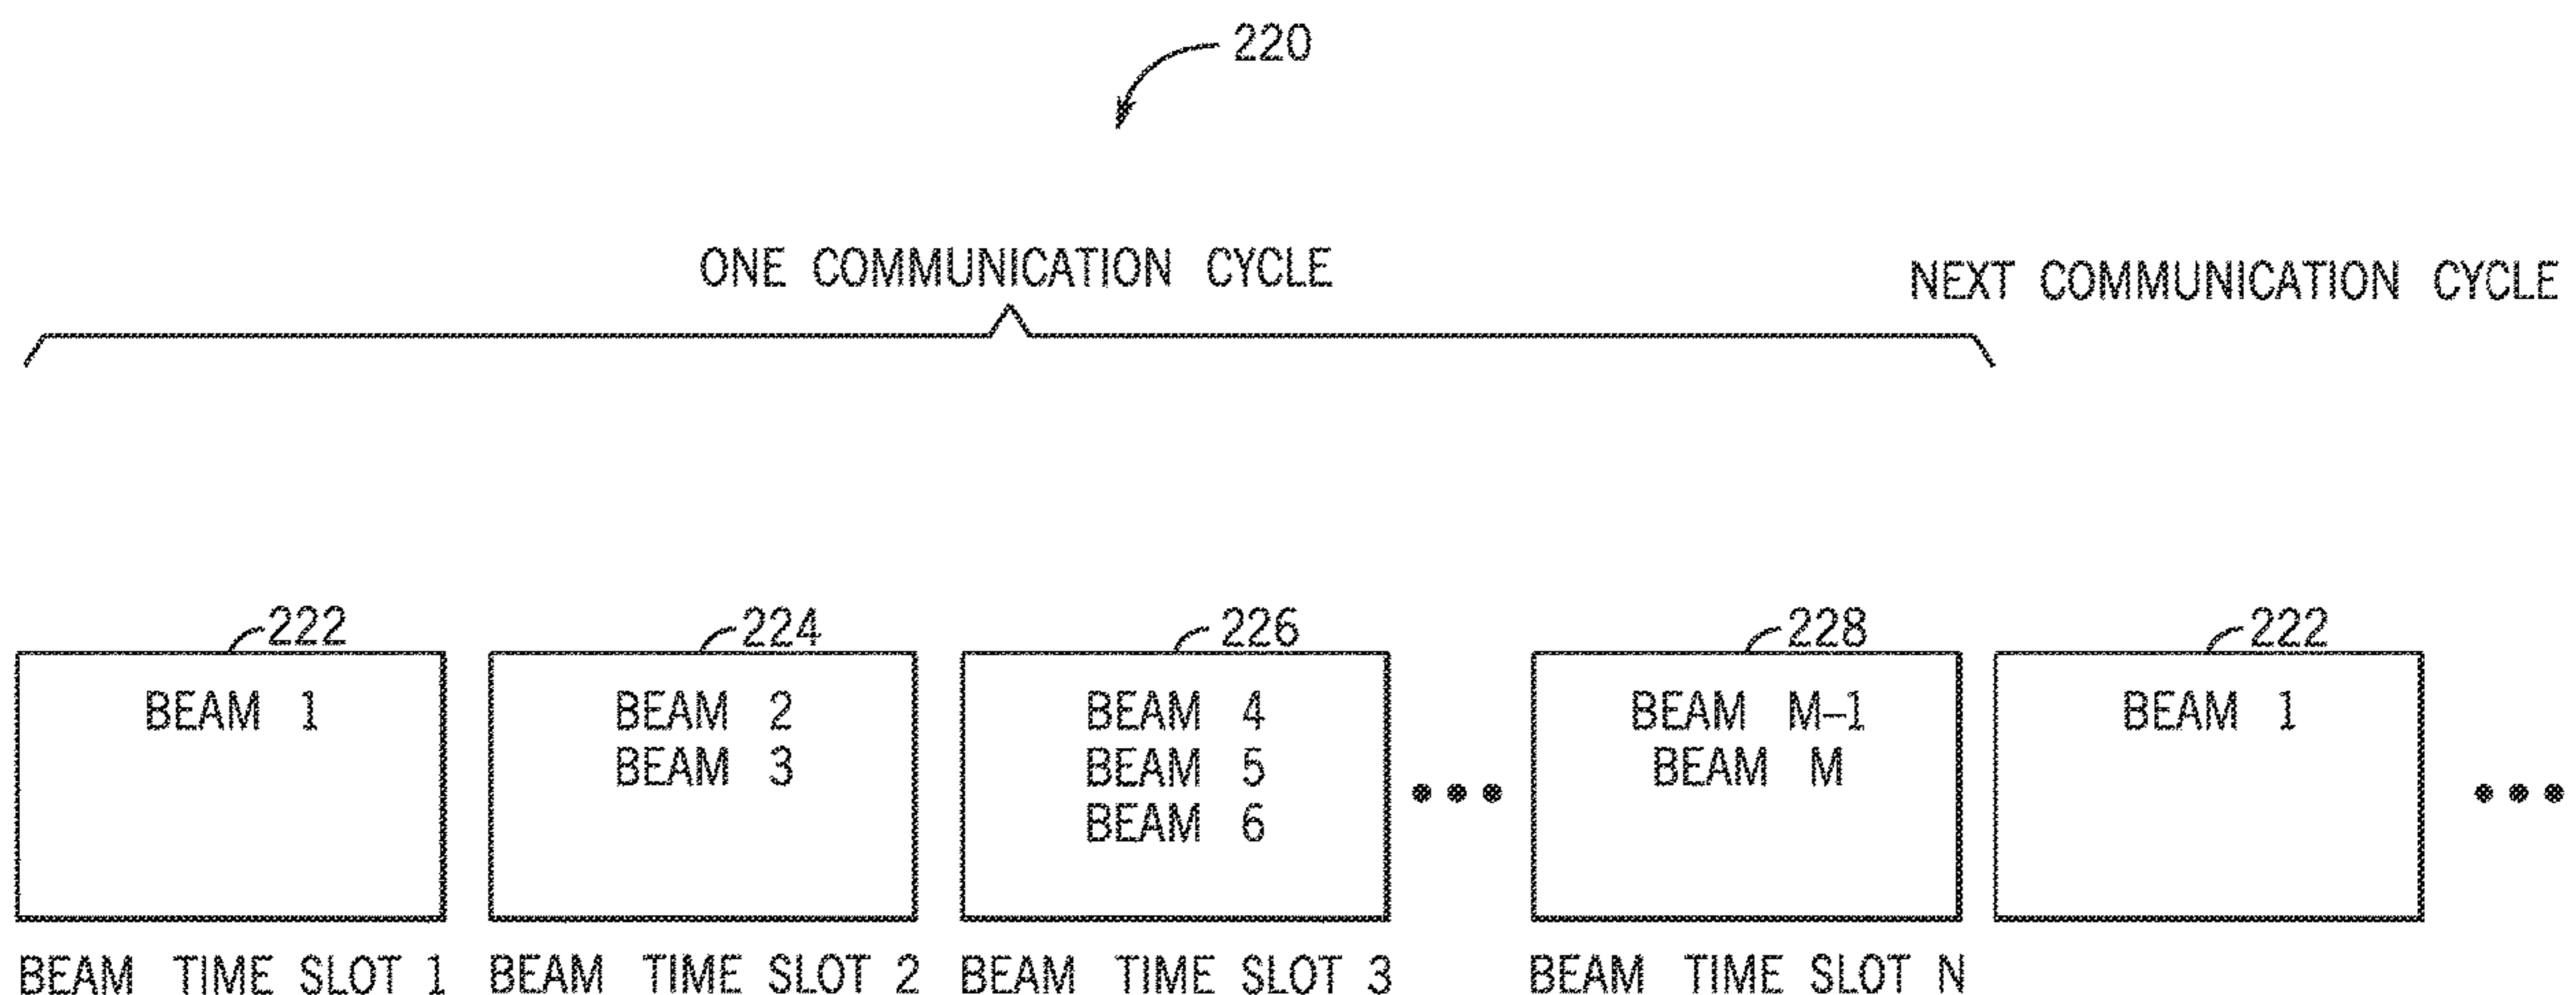 220
ONE COMMUNICATION CYCLE
NEXT COMMUNICATION CYCLE
222
224
226
228
222
BEAM 1
BEAM 2
BEAM 3
BEAM 4
BEAM 5
BEAM 6
BEAM M-1
BEAM M
BEAM 1
BEAM TIME SLOT 1
BEAM TIME SLOT 2
BEAM TIME SLOT 3
BEAM TIME SLOT N